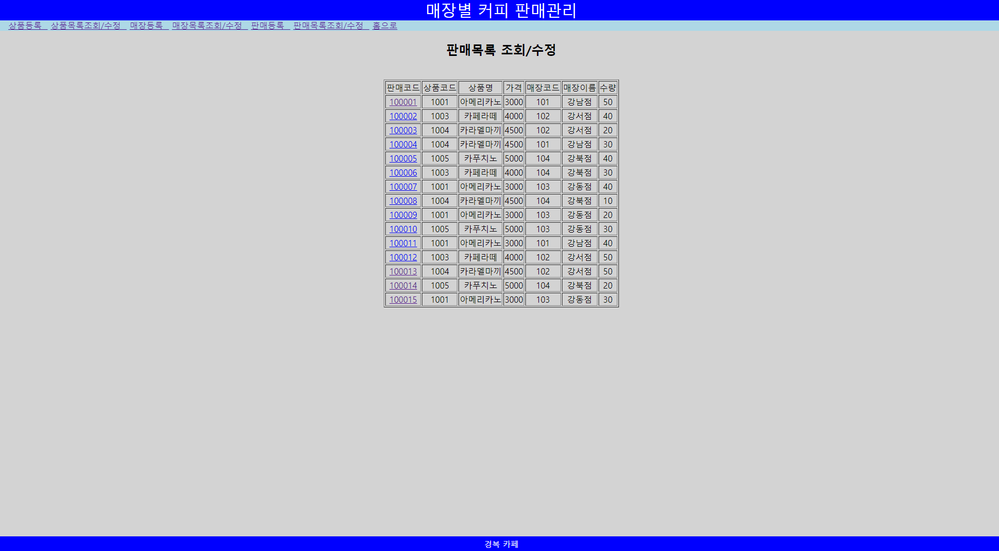 매장별 커피 판매관리
상품등록 상품목록조회/수정 매장등록 매장목록조회/수정 판매등록 판매목록조회/수정 홈으로
판매목록 조회/수정
판매코드 상품코드 상품명 가격 매장코드 매장이름 수량
100001 1001 아메리카노 3000 101 강남점 50
100002 1003 카페라떼 4000 102 강서점 40
100003 1004 카라멜마끼 4500 102 강서점 20
100004 1004 카라멜마끼 4500 101 강남점 30
100005 1005 카푸치노 5000 104 강북점 40
100006 1003 카페라떼 4000 104 강북점 30
100007 1001 아메리카노 3000 103 강동점 40
100008 1004 카라멜마끼 4500 104 강북점 10
100009 1001 아메리카노 3000 103 강동점 20
100010 1005 카푸치노 5000 103 강동점 30
100011 1001 아메리카노 3000 101 강남점 40
100012 1003 카페라떼 4000 102 강서점 50
100013 1004 카라멜마끼 4500 102 강서점 50
100014 1005 카푸치노 5000 104 강북점 20
100015 1001 아메리카노 3000 103 강동점 30
경복 카페